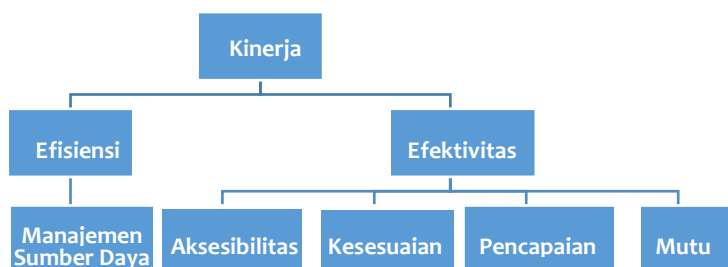 Kinerja
Efisiensi
Efektivitas
Manajemen
Sumber Daya
Aksesibilitas
Kesesuaian
Pencapaian
Mutu